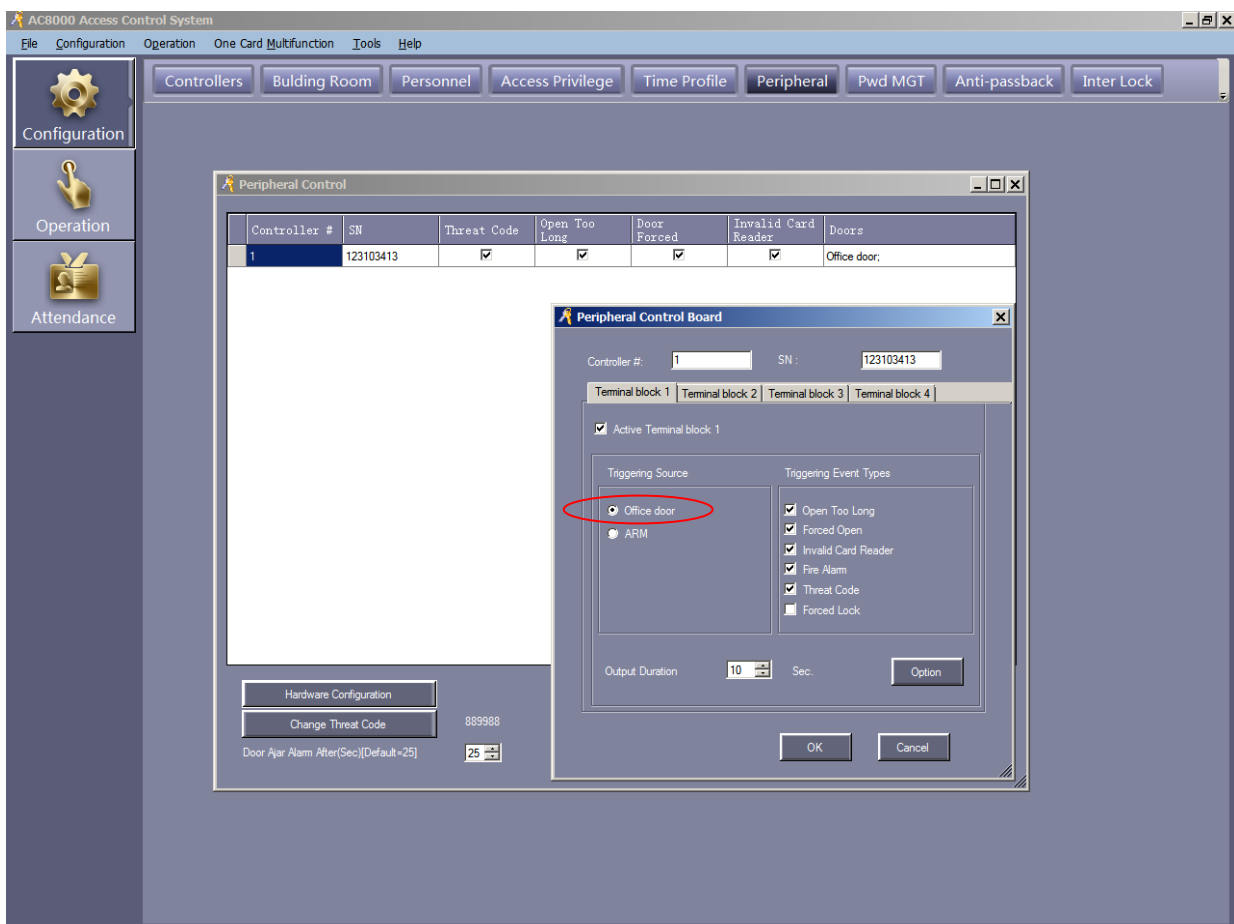 AC8000 Access Control System
File Configuration Operation One Card Multifunction Tools Help
Controllers Bulding Room Personnel Access Privilege Time Profile Peripheral Pwd MGT Anti-passback Inter Lock
Configuration
Operation
Attendance
Peripheral Control
Controller # SN Threat Code Open Too Long Door Forced Invalid Card Reader Doors
1 123103413 Office door;
Peripheral Control Board
Controller #: 1 SN : 123103413
Terminal block 1 Terminal block 2 Terminal block 3 Terminal block 4
Active Terminal block 1
Triggering Source
Office door
ARM
Triggering Event Types
Open Too Long
Forced Open
Invalid Card Reader
Fire Alarm
Threat Code
Forced Lock
Output Duration 10 Sec. Option
OK Cancel
Hardware Configuration
Change Threat Code 889988
Door Ajar Alarm After(Sec)[Default=25] 25